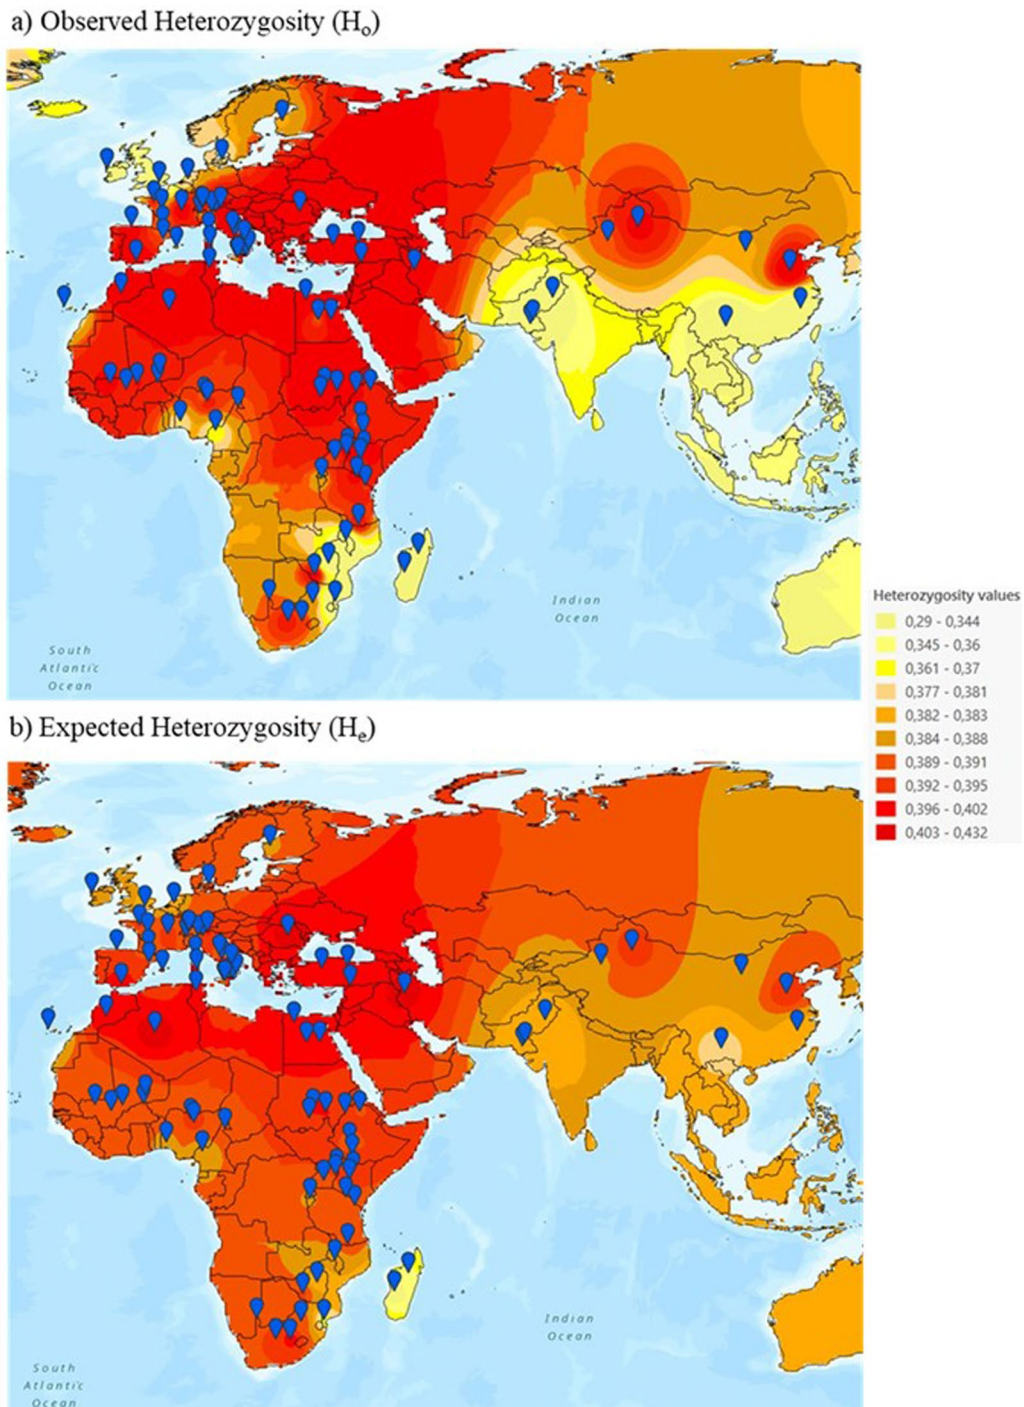 a) Observed Heterozygosity (Hₒ)
Indian
Ocean
South
Atlantic
Ocean
Heterozygosity values
0,29 - 0,344
0,345 - 0,36
0,361 - 0,37
0,377 - 0,381
0,382 - 0,383
0,384 - 0,388
0,389 - 0,391
0,392 - 0,395
0,396 - 0,402
0,403 - 0,432
b) Expected Heterozygosity (Hₑ)
Indian
Ocean
South
Atlantic
Ocean